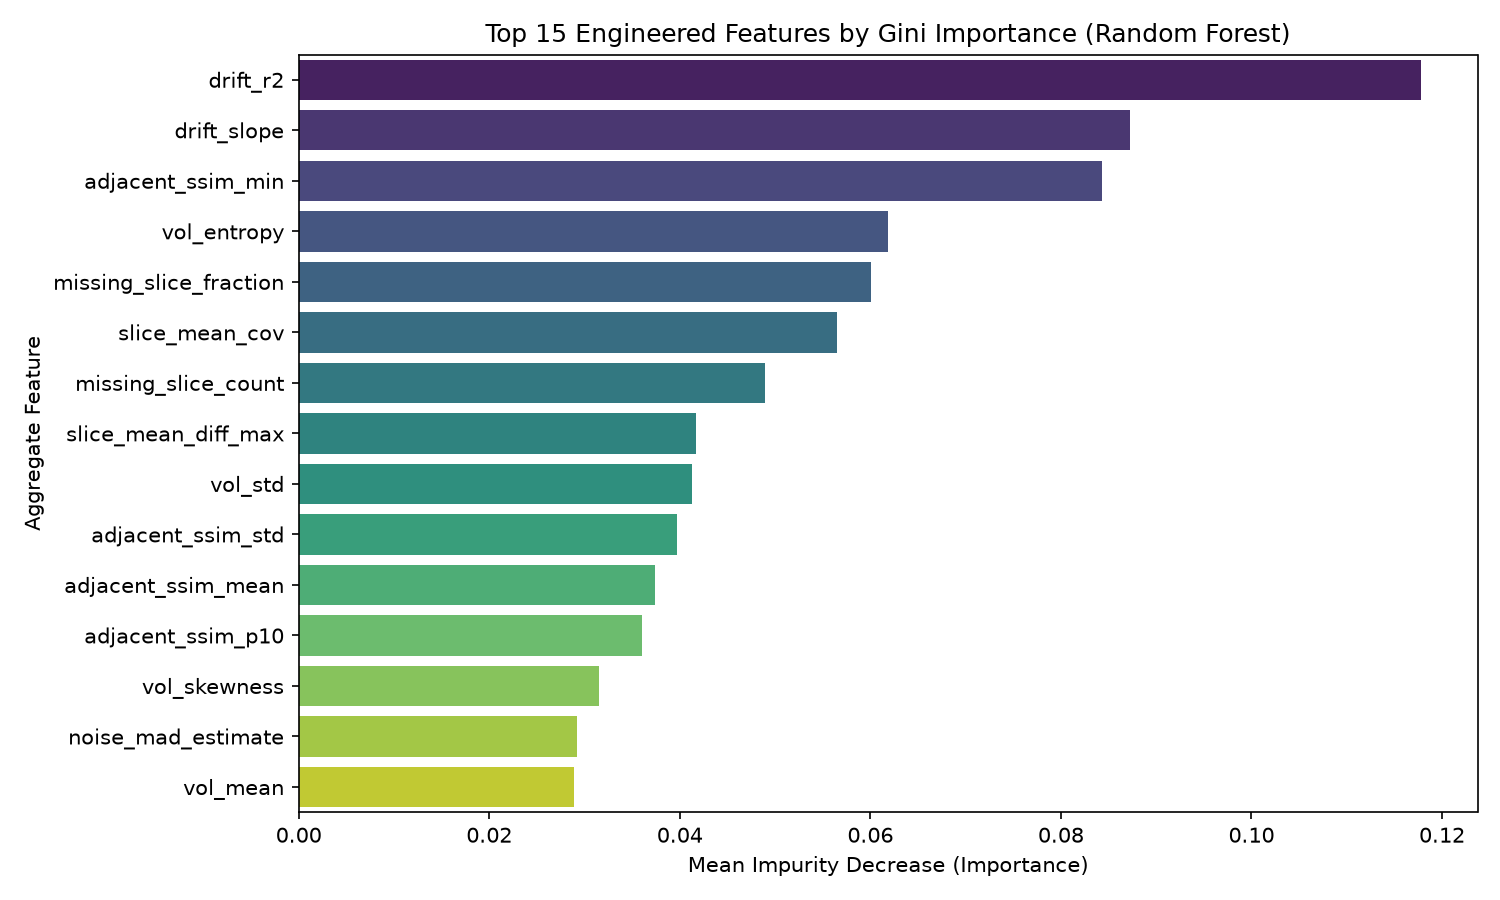 Top 15 Engineered Features by Gini Importance (Random Forest)
Aggregate Feature
drift_r2
drift_slope
adjacent_ssim_min
vol_entropy
missing_slice_fraction
slice_mean_cov
missing_slice_count
slice_mean_diff_max
vol_std
adjacent_ssim_std
adjacent_ssim_mean
adjacent_ssim_p10
vol_skewness
noise_mad_estimate
vol_mean
0.00 0.02 0.04 0.06 0.08 0.10 0.12
Mean Impurity Decrease (Importance)